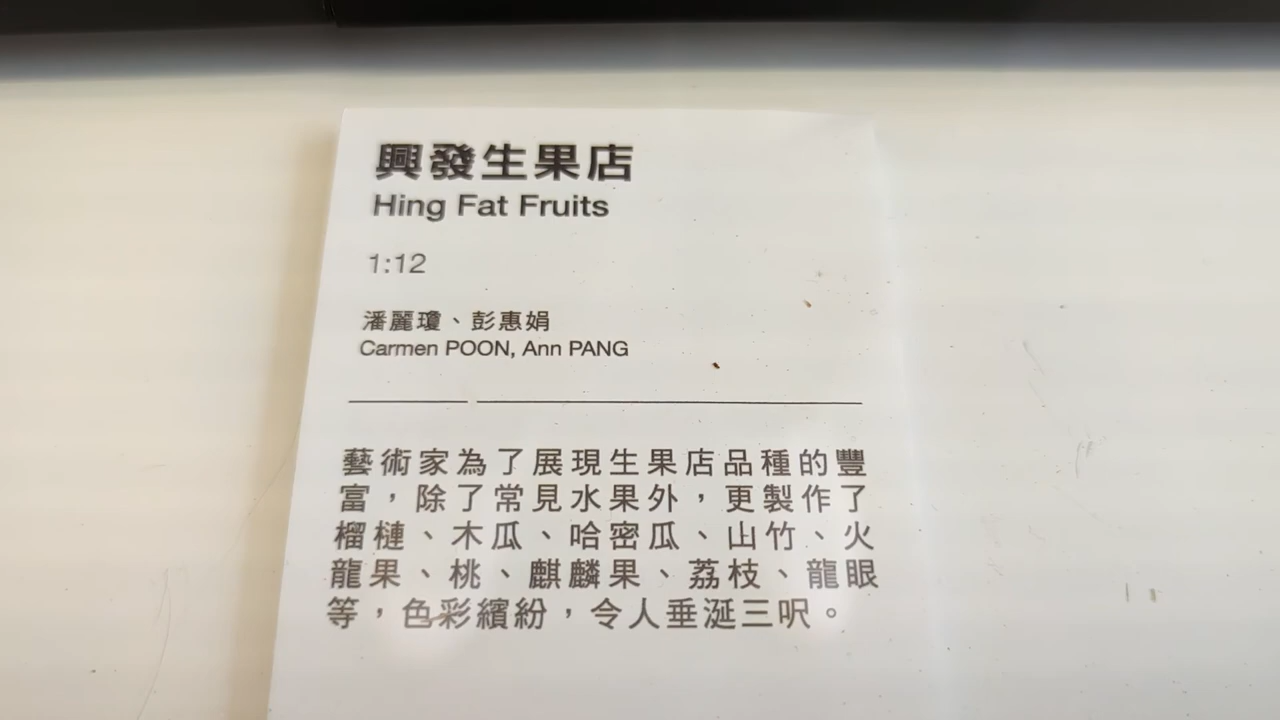 興發生果店
Hing Fat Fruits
1:12
潘麗瓊、彭惠娟
Carmen POON, Ann PANG
藝術家為了展現生果店品種的豐
富，除了常見水果外，更製作了
榴槤、木瓜、哈密瓜、山竹、火
龍果、桃、麒麟果、荔枝、龍眼
等，色彩繽紛，令人垂涎三呎。